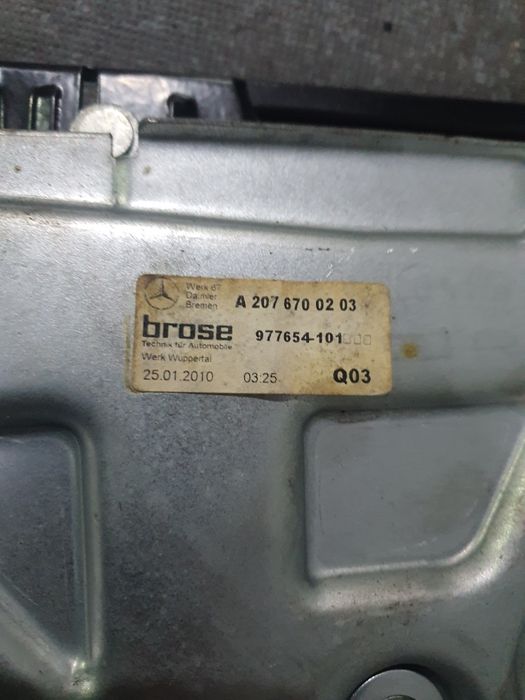 Werk 67
Daimler
Bremen
A 207 670 02 03
brose
977654-101
Technik für Automobile
Werk Wuppertal
25.01.2010 03:25 Q03